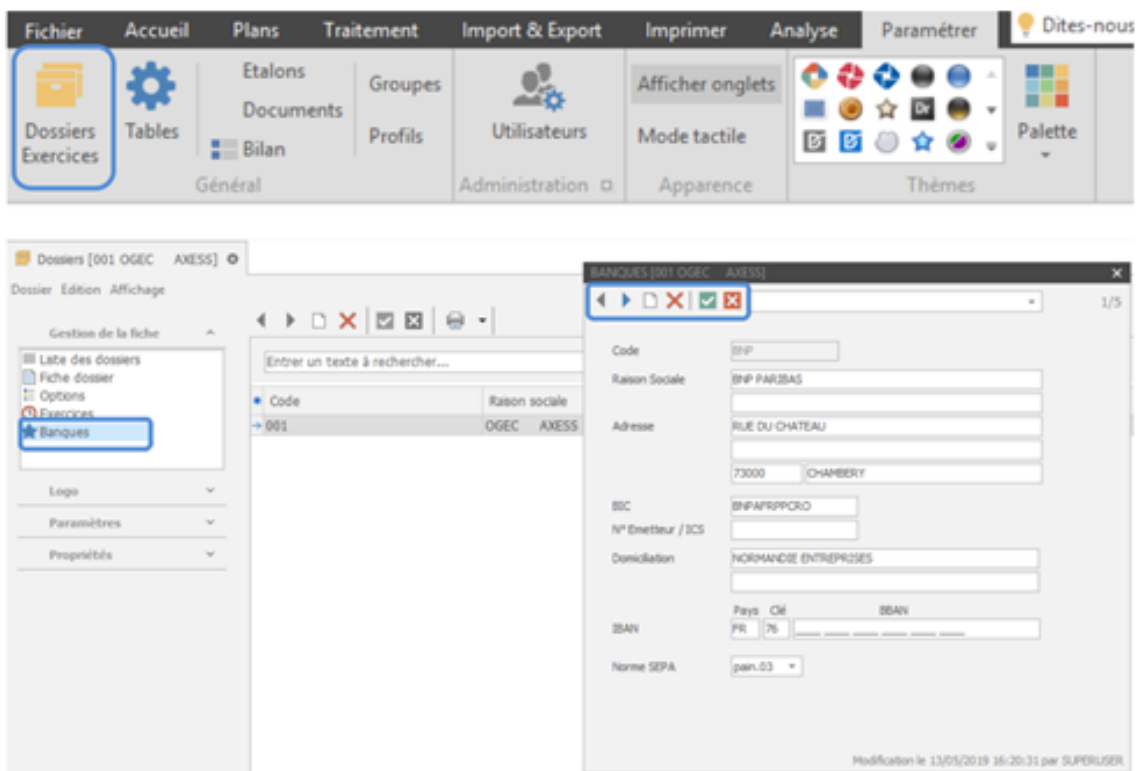 Fichier Accueil Plans Traitement Import & Export Imprimer Analyse Paramétrer Dites-nous
Dossiers
Exercices
Tables
Etalons
Documents
Bilan
Groupes
Profils
Utilisateurs
Afficher onglets
Mode tactile
Dr
Palette
Général Administration Apparence Thèmes
Dossiers [001 OGEC AXESS]
Dossier Edition Affichage
Gestion de la fiche
Liste des dossiers
Fiche dossier
Options
Exercices
Banques
Logo
Paramètres
Propriétés
Entrer un texte à rechercher...
Code Raison sociale
001 OGEC AXESS
BANQUES [001 OGEC AXESS]
1/5
Code BNP
Raison Sociale BNP PARIBAS
Adresse RUE DU CHATEAU
73000 CHAMBERY
BIC BNPAFRPPCRO
N° Emetteur / ICS
Domiciliation NORMANDIE ENTREPRISES
Pays Clé BBAN
IBAN FR 76
Norme SEPA pain.03
Modification le 13/05/2019 16:20:31 par SUPERUSER